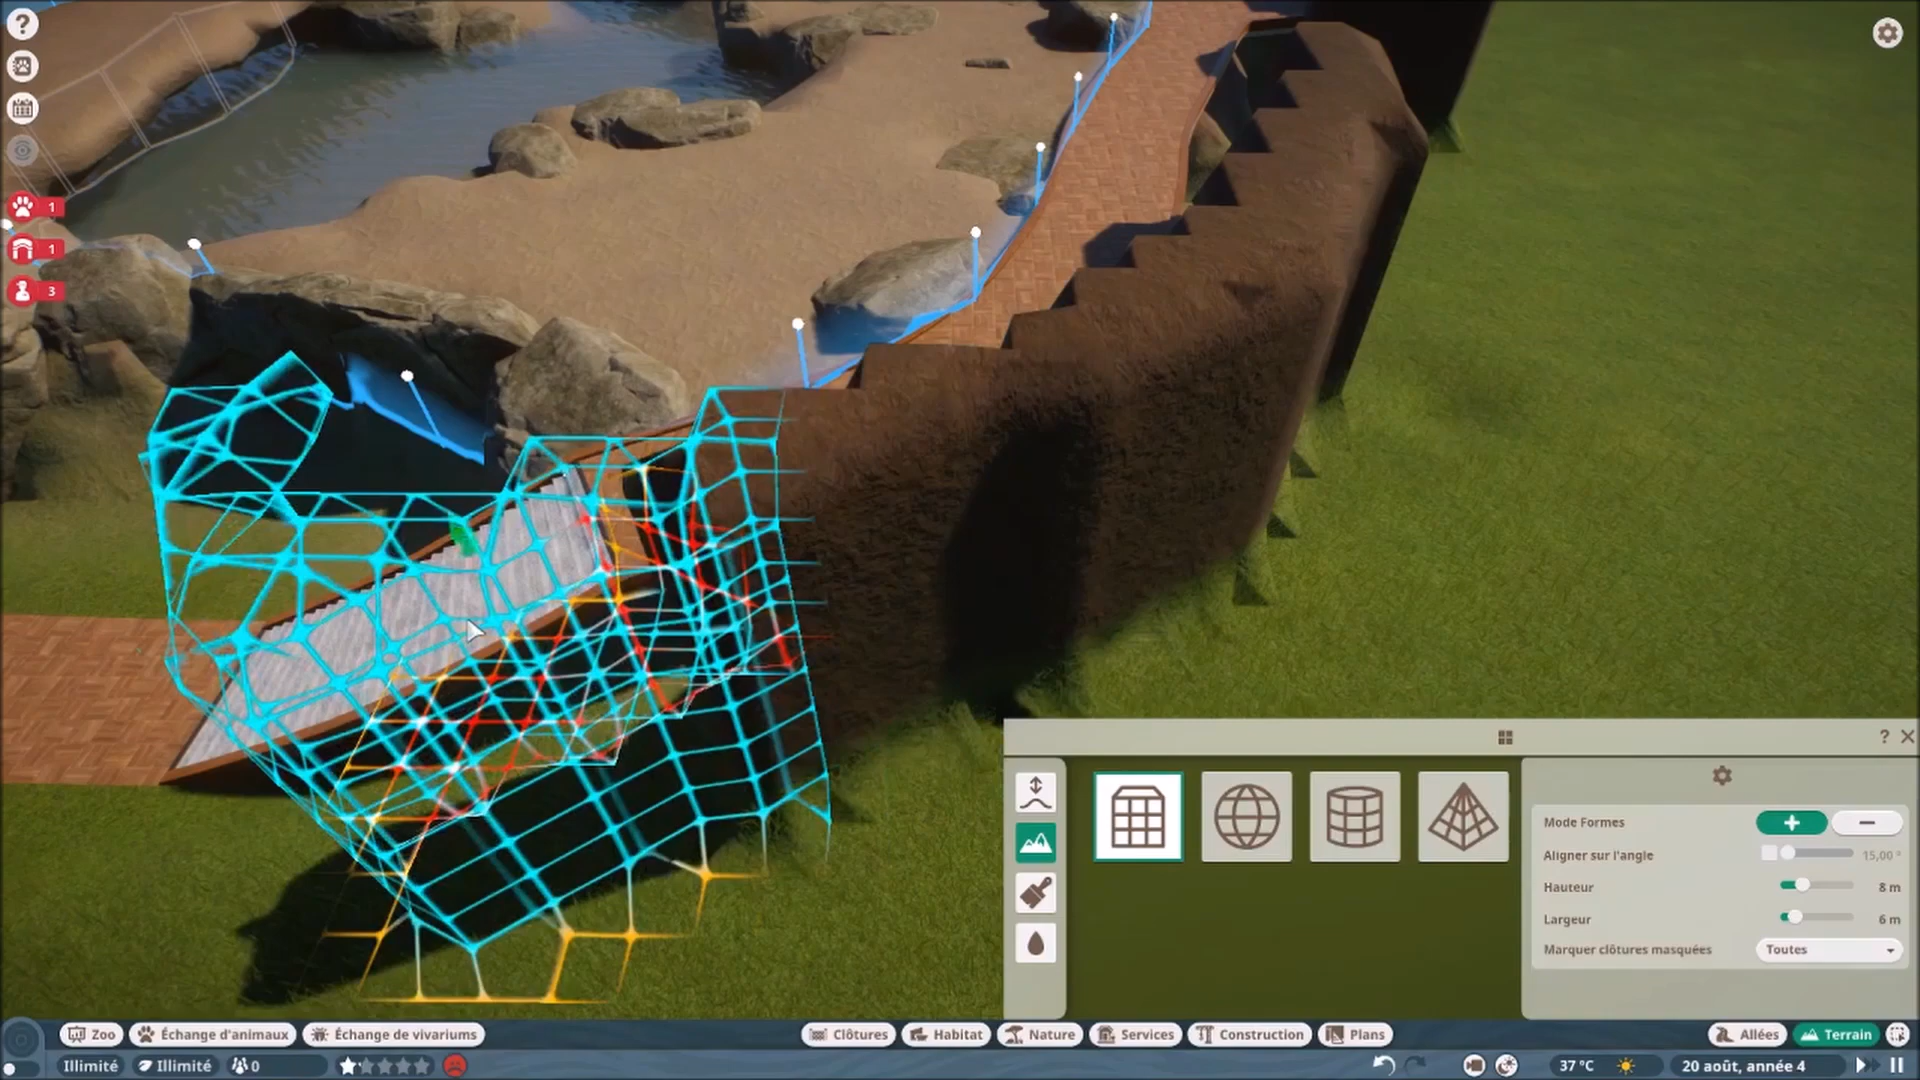 ?
1
1
3
? ×
Mode Formes + −
Aligner sur l'angle 15,00 °
Hauteur 8 m
Largeur 6 m
Marquer clôtures masquées Toutes
Zoo Échange d'animaux Échange de vivariums Clôtures Habitat Nature Services Construction Plans Allées Terrain
Illimité Illimité 0 37 °C 20 août, année 4